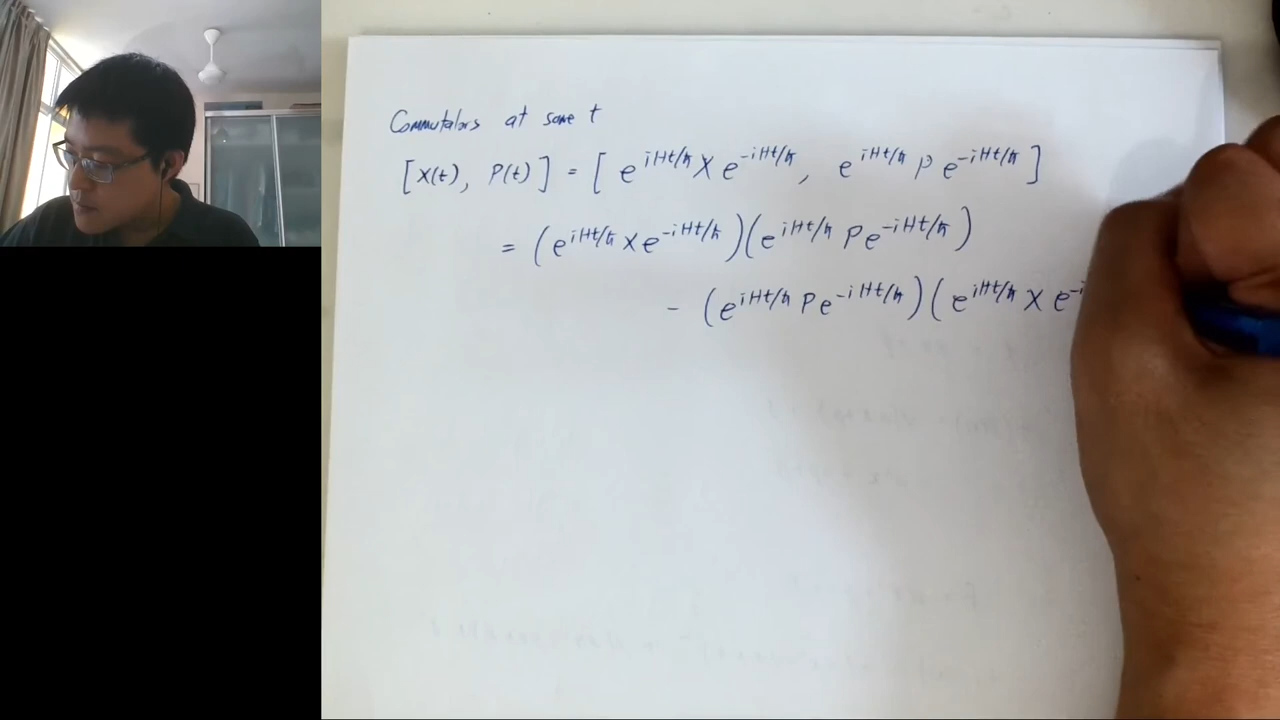 Commutators at same t
[X(t), P(t)] = [e^{iHt/ħ} X e^{-iHt/ħ}, e^{iHt/ħ} P e^{-iHt/ħ}]
= (e^{iHt/ħ} X e^{-iHt/ħ})(e^{iHt/ħ} P e^{-iHt/ħ})
- (e^{iHt/ħ} P e^{-iHt/ħ})(e^{iHt/ħ} X e^{-i